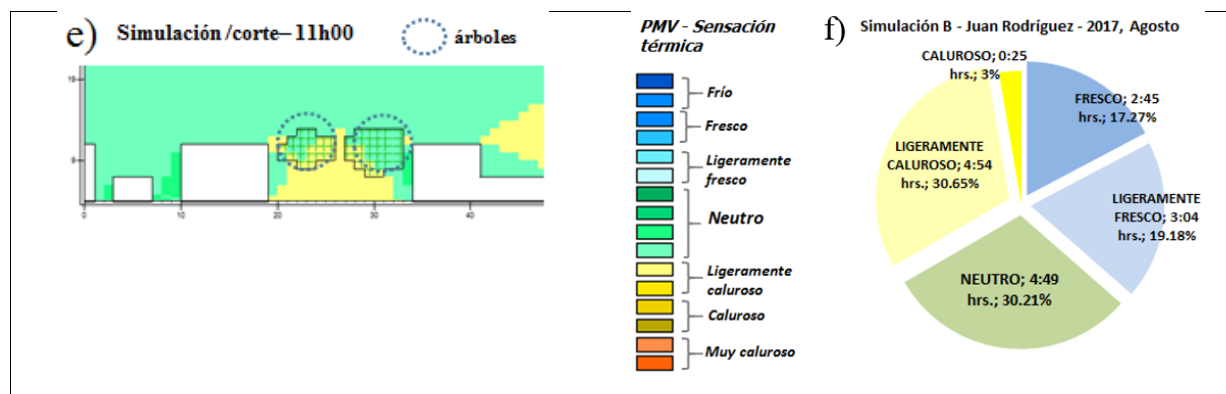 e) Simulación /corte– 11h00
árboles
19
9
0
10
20
30
40
PMV - Sensación
térmica
Frío
Fresco
Ligeramente
fresco
Neutro
Ligeramente
caluroso
Caluroso
Muy caluroso
f) Simulación B - Juan Rodríguez - 2017, Agosto
CALUROSO; 0:25
hrs.; 3%
FRESCO; 2:45
hrs.; 17.27%
LIGERAMENTE
CALUROSO; 4:54
hrs.; 30.65%
LIGERAMENTE
FRESCO; 3:04
hrs.; 19.18%
NEUTRO; 4:49
hrs.; 30.21%